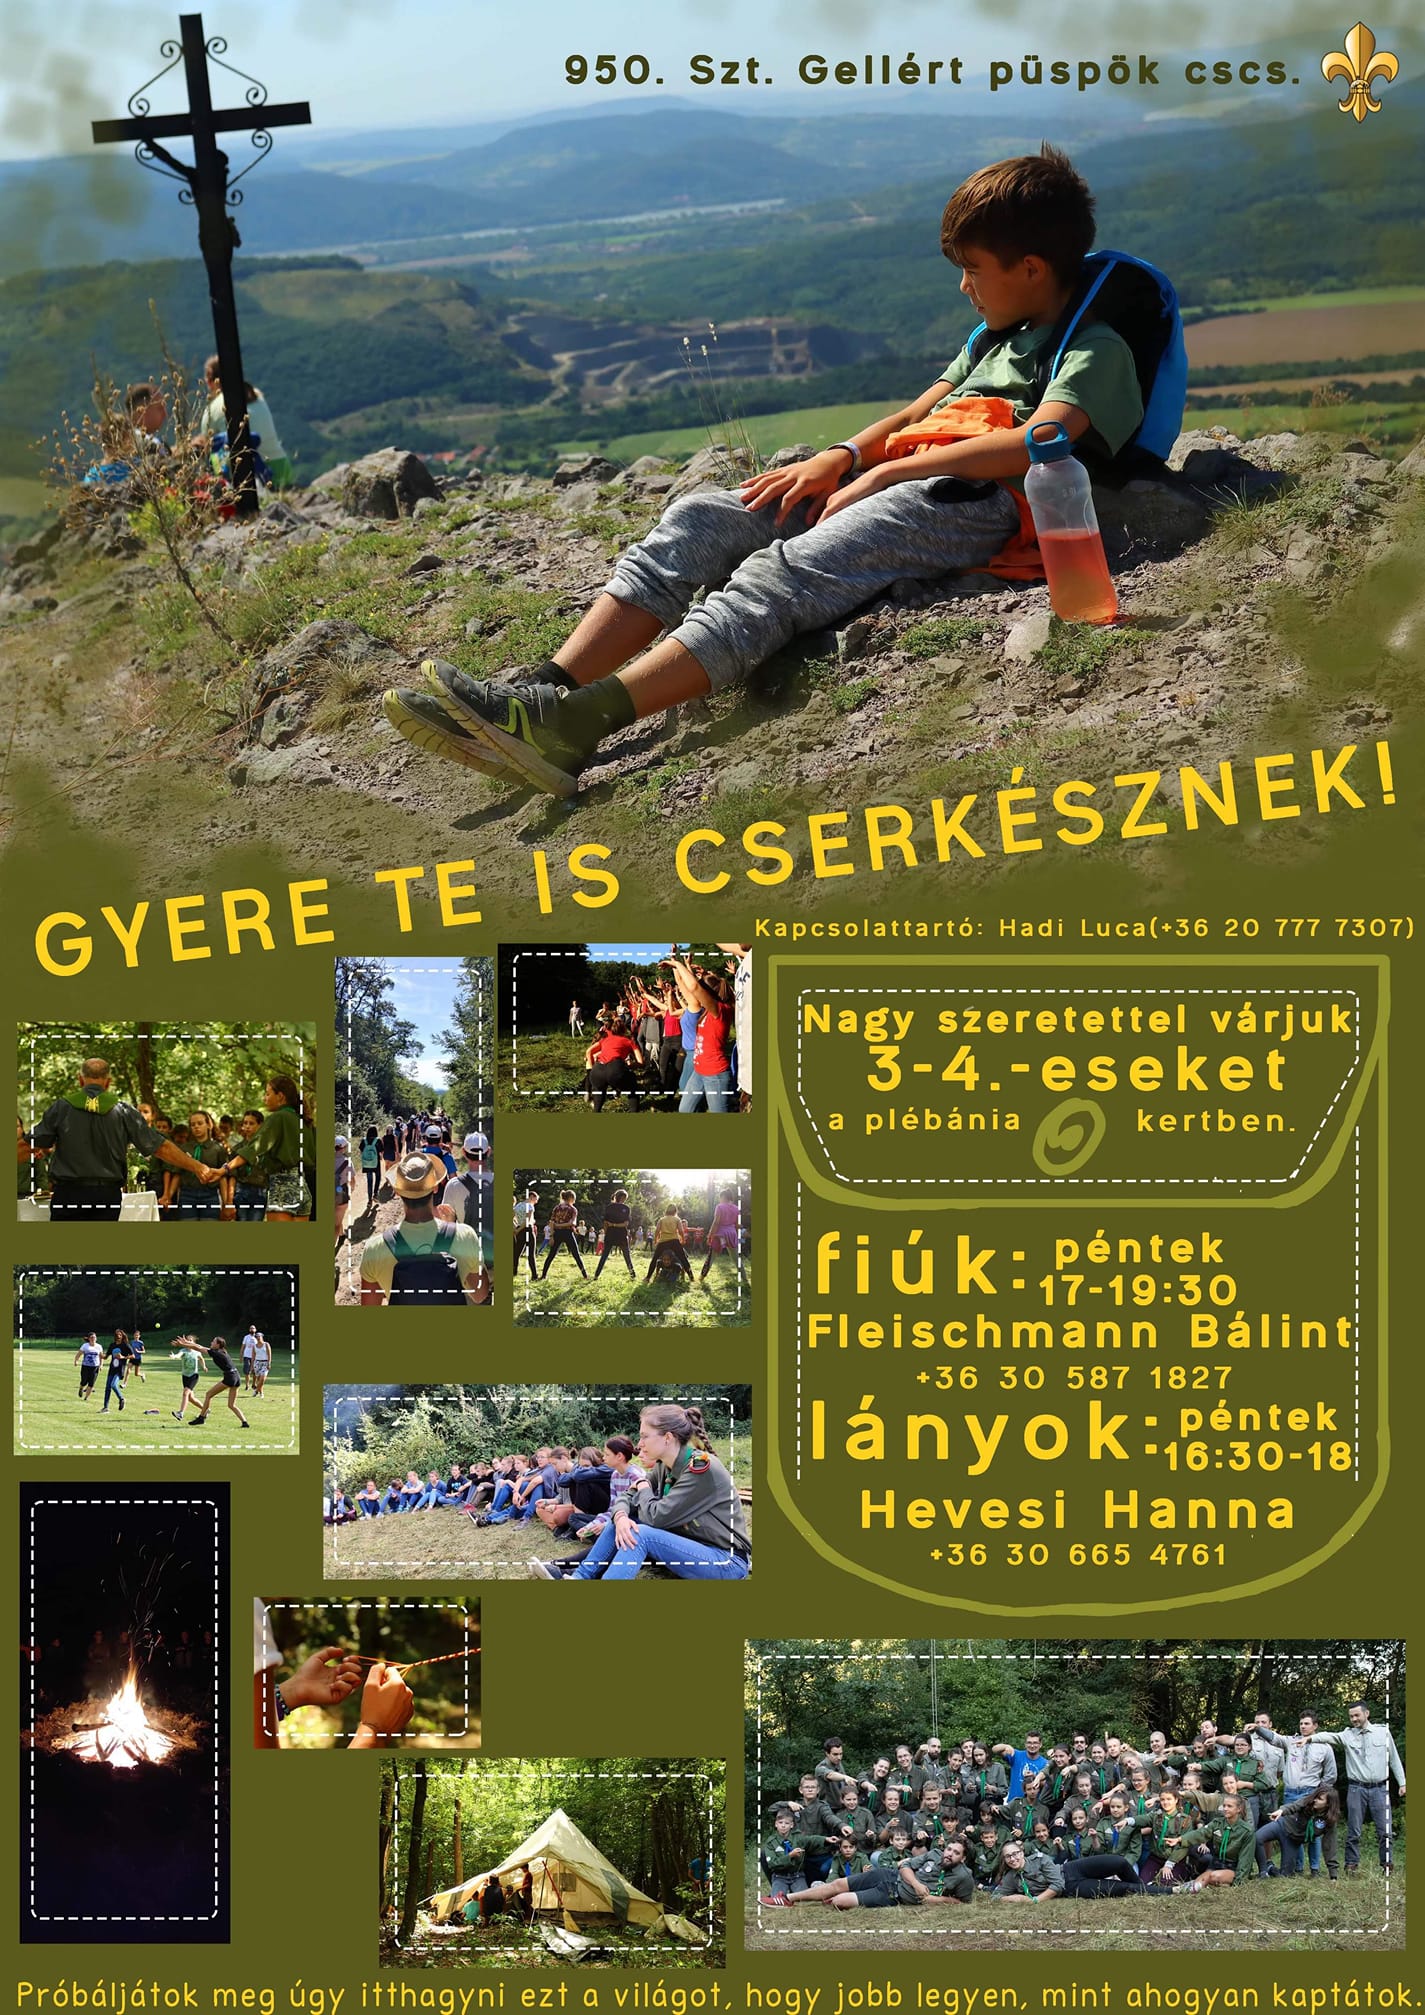 950. Szt. Gellért püspök cscs.
GYERE TE IS CSERKÉSZNEK!
Kapcsolattartó: Hadi Luca(+36 20 777 7307)
Nagy szeretettel várjuk
3-4.-eseket
a plébánia kertben.
fiúk: péntek
17-19:30
Fleischmann Bálint
+36 30 587 1827
lányok: péntek
16:30-18
Hevesi Hanna
+36 30 665 4761
Próbáljátok meg úgy itthagyni ezt a világot, hogy jobb legyen, mint ahogyan kaptátok.